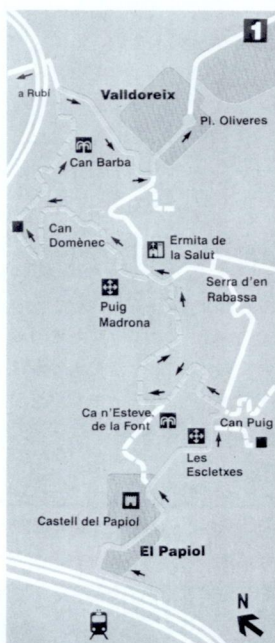 1
a Rubí
Valldoreix
Pl. Oliveres
Can Barba
Can
Domènec
Ermita de
la Salut
Serra d'en
Rabassa
Puig
Madrona
Ca n'Esteve
de la Font
Can Puig
Les
Escletxes
Castell del Papiol
El Papiol
N